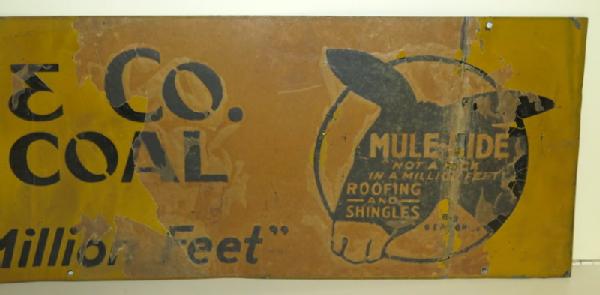 & Co.
COAL
Million Feet"
MULE-HIDE
"NOT A KICK
IN A MILLION FEET"
ROOFING
—AND—
SHINGLES